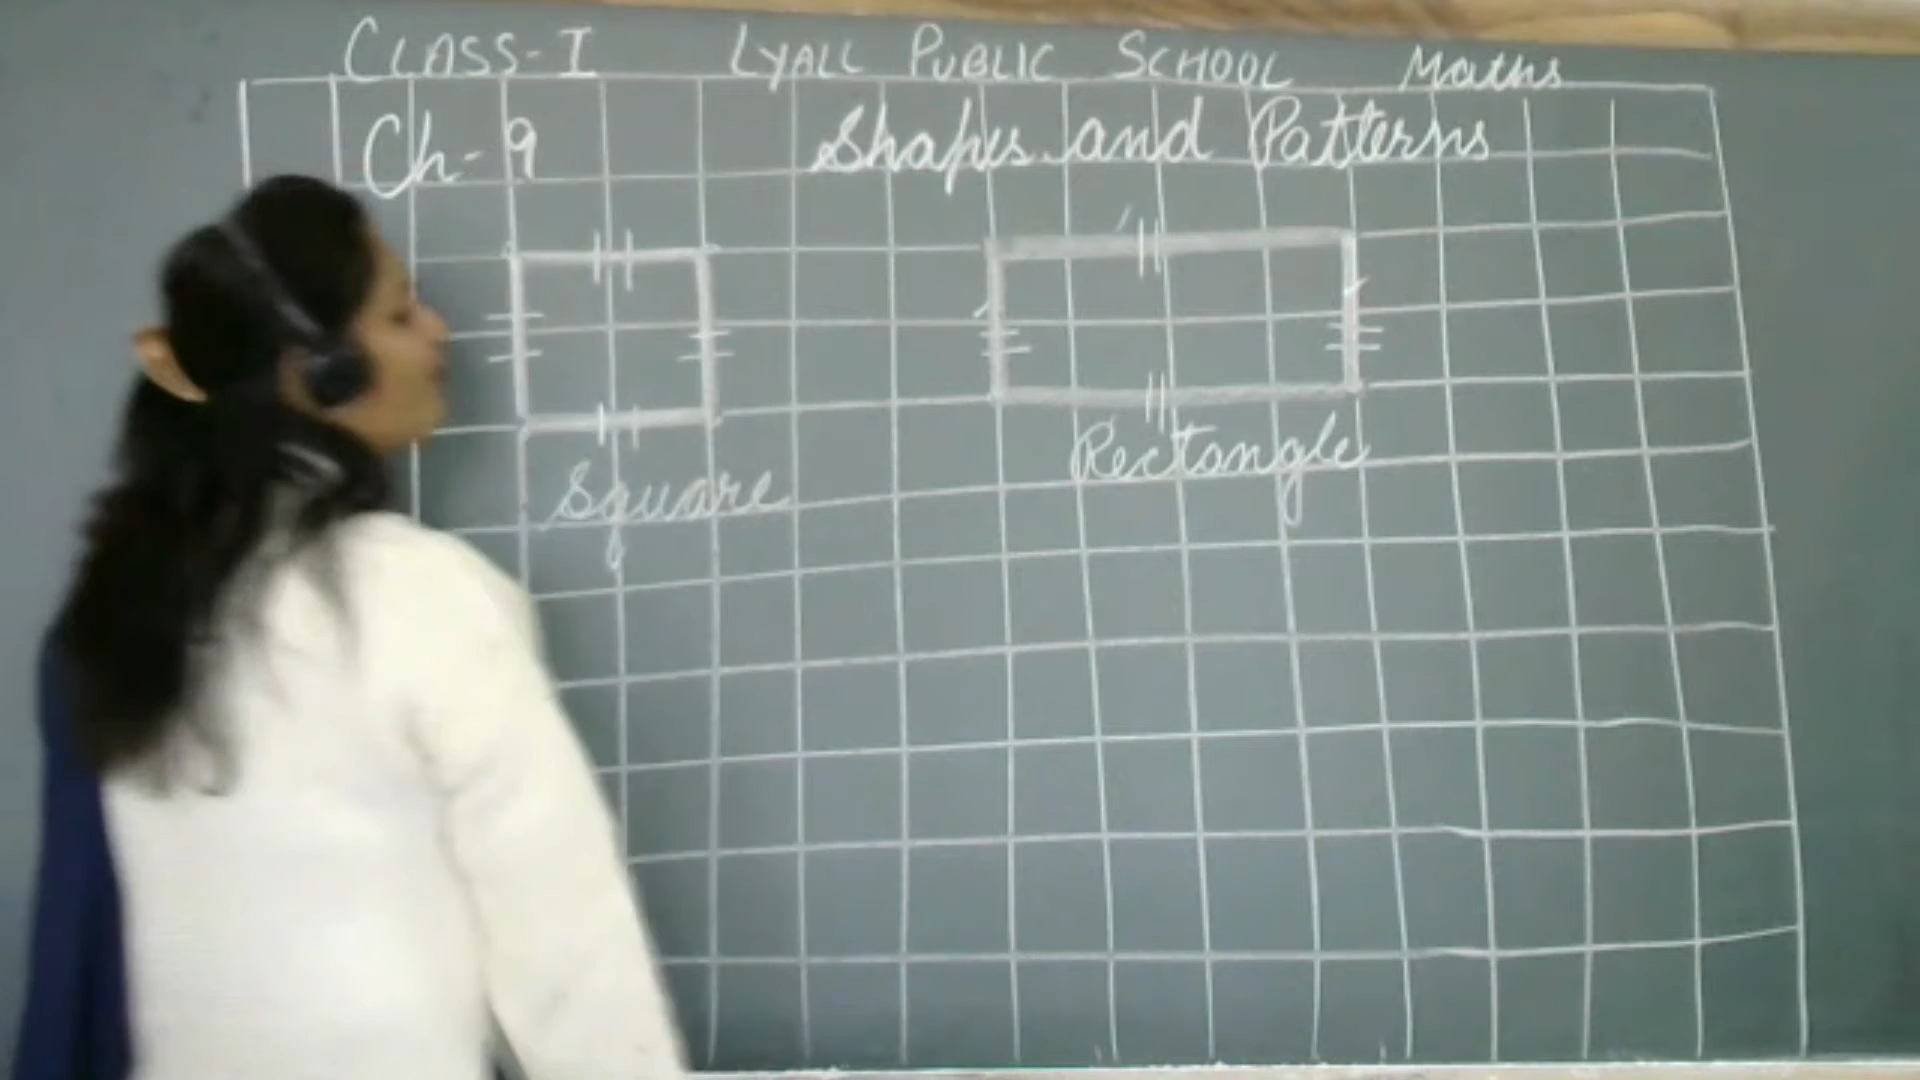 CLASS-I LYALL PUBLIC SCHOOL Maths
Ch-9 Shapes and Patterns
Square Rectangle